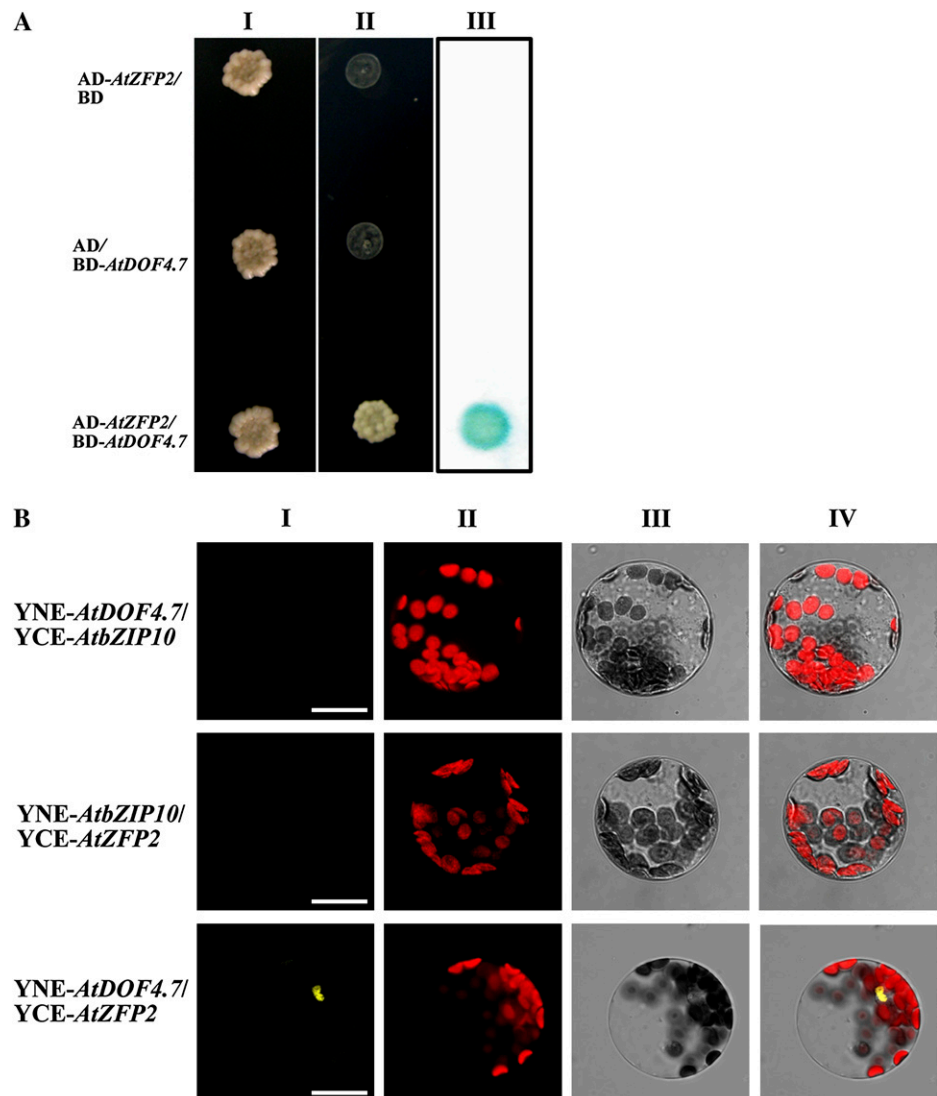 A
I II III
AD-AtZFP2/
BD
AD/
BD-AtDOF4.7
AD-AtZFP2/
BD-AtDOF4.7
B
I II III IV
YNE-AtDOF4.7/
YCE-AtbZIP10
YNE-AtbZIP10/
YCE-AtZFP2
YNE-AtDOF4.7/
YCE-AtZFP2